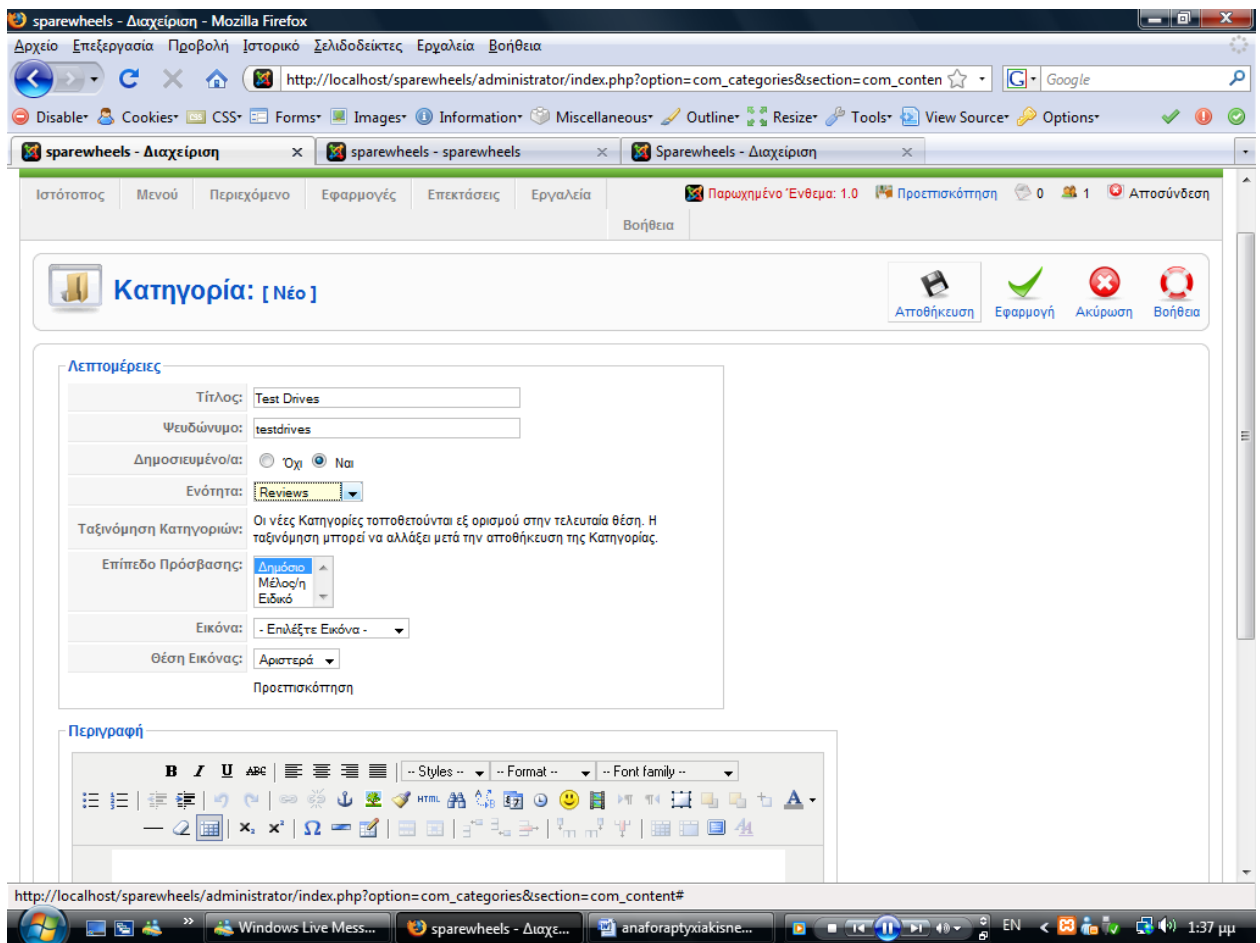 sparewheels - Διαχείριση - Mozilla Firefox
Αρχείο Επεξεργασία Προβολή Ιστορικό Σελιδοδείκτες Εργαλεία Βοήθεια
http://localhost/sparewheels/administrator/index.php?option=com_categories&section=com_conten G Google
Disable Cookies CSS Forms Images Information Miscellaneous Outline Resize Tools View Source Options
sparewheels - Διαχείριση sparewheels - sparewheels Sparewheels - Διαχείριση
Ιστότοπος Μενού Περιεχόμενο Εφαρμογές Επεκτάσεις Εργαλεία Παρωχημένο Ένθεμα: 1.0 Προεπισκόπηση 0 1 Αποσύνδεση
Βοήθεια
Κατηγορία: [ Νέο ]
Αποθήκευση Εφαρμογή Ακύρωση Βοήθεια
Λεπτομέρειες
Τίτλος: Test Drives
Ψευδώνυμο: testdrives
Δημοσιευμένο/α: Όχι Ναι
Ενότητα: Reviews
Ταξινόμηση Κατηγοριών: Οι νέες Κατηγορίες τοποθετούνται εξ ορισμού στην τελευταία θέση. Η
ταξινόμηση μπορεί να αλλάξει μετά την αποθήκευση της Κατηγορίας.
Επίπεδο Πρόσβασης: Δημόσιο
Μέλος/η
Ειδικό
Εικόνα: - Επιλέξτε Εικόνα -
Θέση Εικόνας: Αριστερά
Προεπισκόπηση
Περιγραφή
B I U ABC -- Styles -- -- Format -- -- Font family --
HTML A
x₂ x² Ω
http://localhost/sparewheels/administrator/index.php?option=com_categories&section=com_content#
Windows Live Mess... sparewheels - Διαχε... anaforaptyxiakisne... EN 1:37 μμ